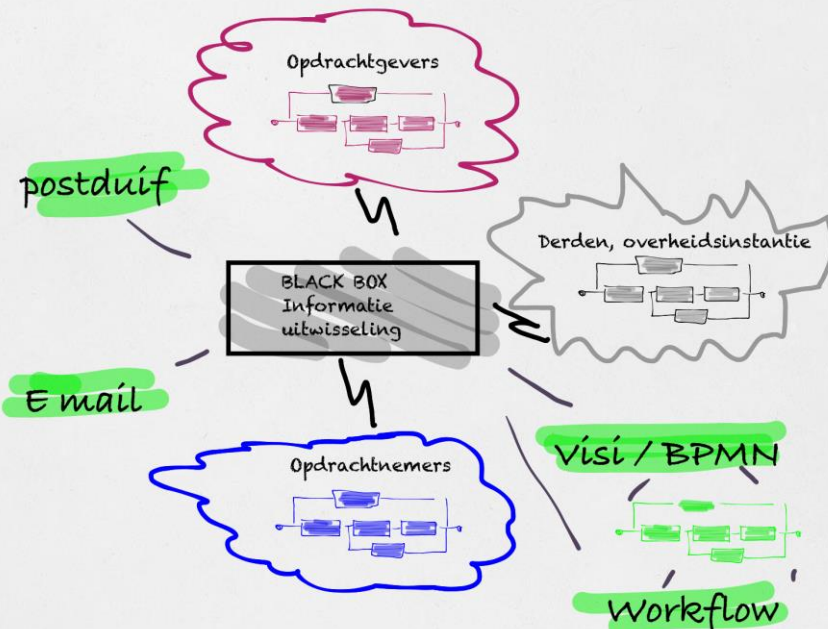 Opdrachtgevers
postduif
Derden, overheidsinstantie
BLACK BOX
Informatie
uitwisseling
E mail
Opdrachtnemers
Visi / BPMN
Workflow